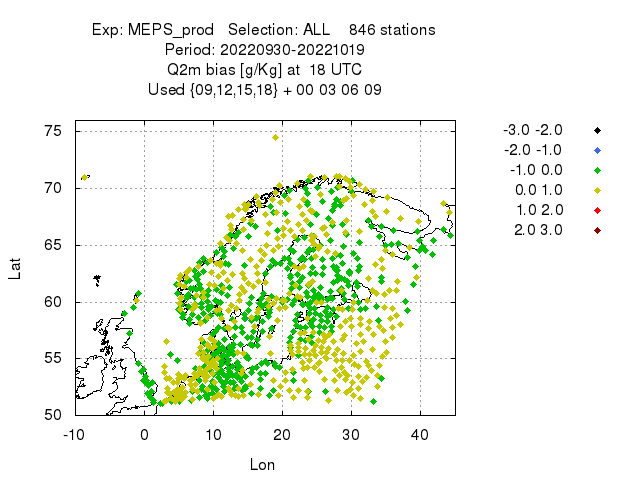 Exp: MEPS_prod   Selection: ALL    846 stations
Period: 20220930-20221019
Q2m bias [g/Kg] at  18 UTC
Used {09,12,15,18} + 00 03 06 09
-3.0 -2.0
-2.0 -1.0
-1.0 0.0
0.0 1.0
1.0 2.0
2.0 3.0
75
70
65
60
55
50
Lat
-10 0 10 20 30 40
Lon